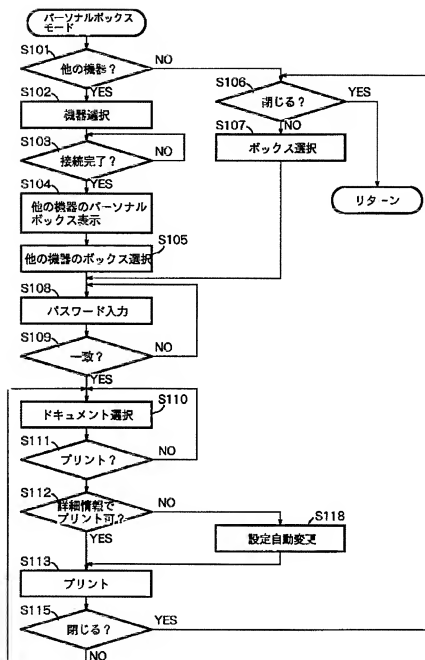 パーソナルボックス
モード
S101
他の機器？
NO
YES
S102
機器選択
S103
接続完了？
NO
YES
S104
他の機器のパーソナル
ボックス表示
S105
他の機器のボックス選択
S106
閉じる？
YES
NO
S107
ボックス選択
リターン
S108
パスワード入力
S109
一致？
NO
YES
S110
ドキュメント選択
S111
プリント？
NO
YES
S112
詳細情報で
プリント可？
NO
YES
S118
設定自動変更
S113
プリント
S115
閉じる？
YES
NO